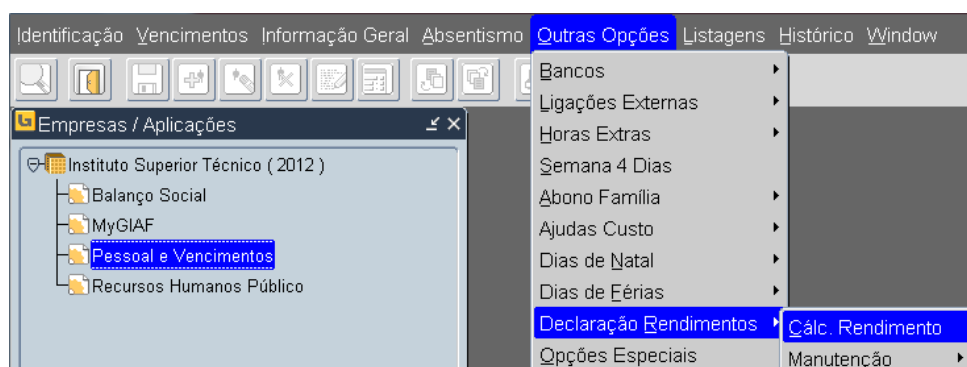 Identificação Vencimentos Informação Geral Absentismo Outras Opções Listagens Histórico Window
Empresas / Aplicações
Instituto Superior Técnico ( 2012 )
Balanço Social
MyGIAF
Pessoal e Vencimentos
Recursos Humanos Público
Bancos
Ligações Externas
Horas Extras
Semana 4 Dias
Abono Família
Ajudas Custo
Dias de Natal
Dias de Férias
Declaração Rendimentos
Opções Especiais
Cálc. Rendimento
Manutenção